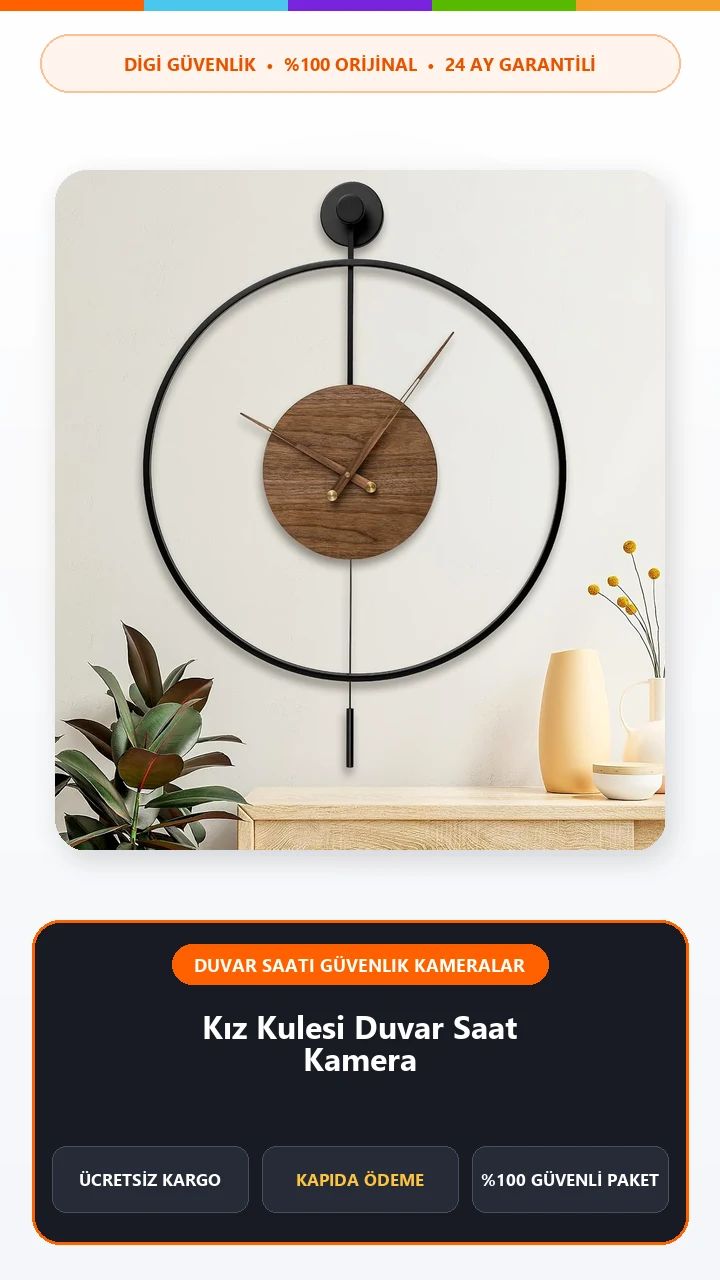 DİGİ GÜVENLİK • %100 ORİJİNAL • 24 AY GARANTİLİ
DUVAR SAATI GÜVENLIK KAMERALAR
Kız Kulesi Duvar Saat
Kamera
ÜCRETSİZ KARGO
KAPIDA ÖDEME
%100 GÜVENLİ PAKET